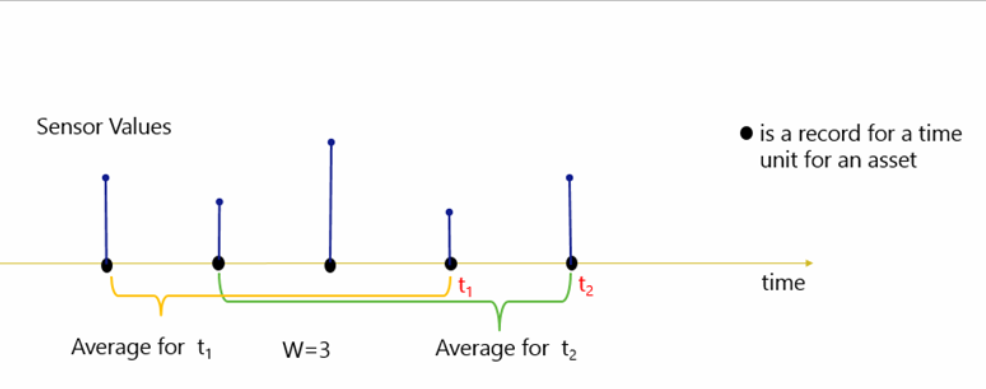 Sensor Values
is a record for a time
unit for an asset
t₁
t₂
time
Average for t₁
W=3
Average for t₂